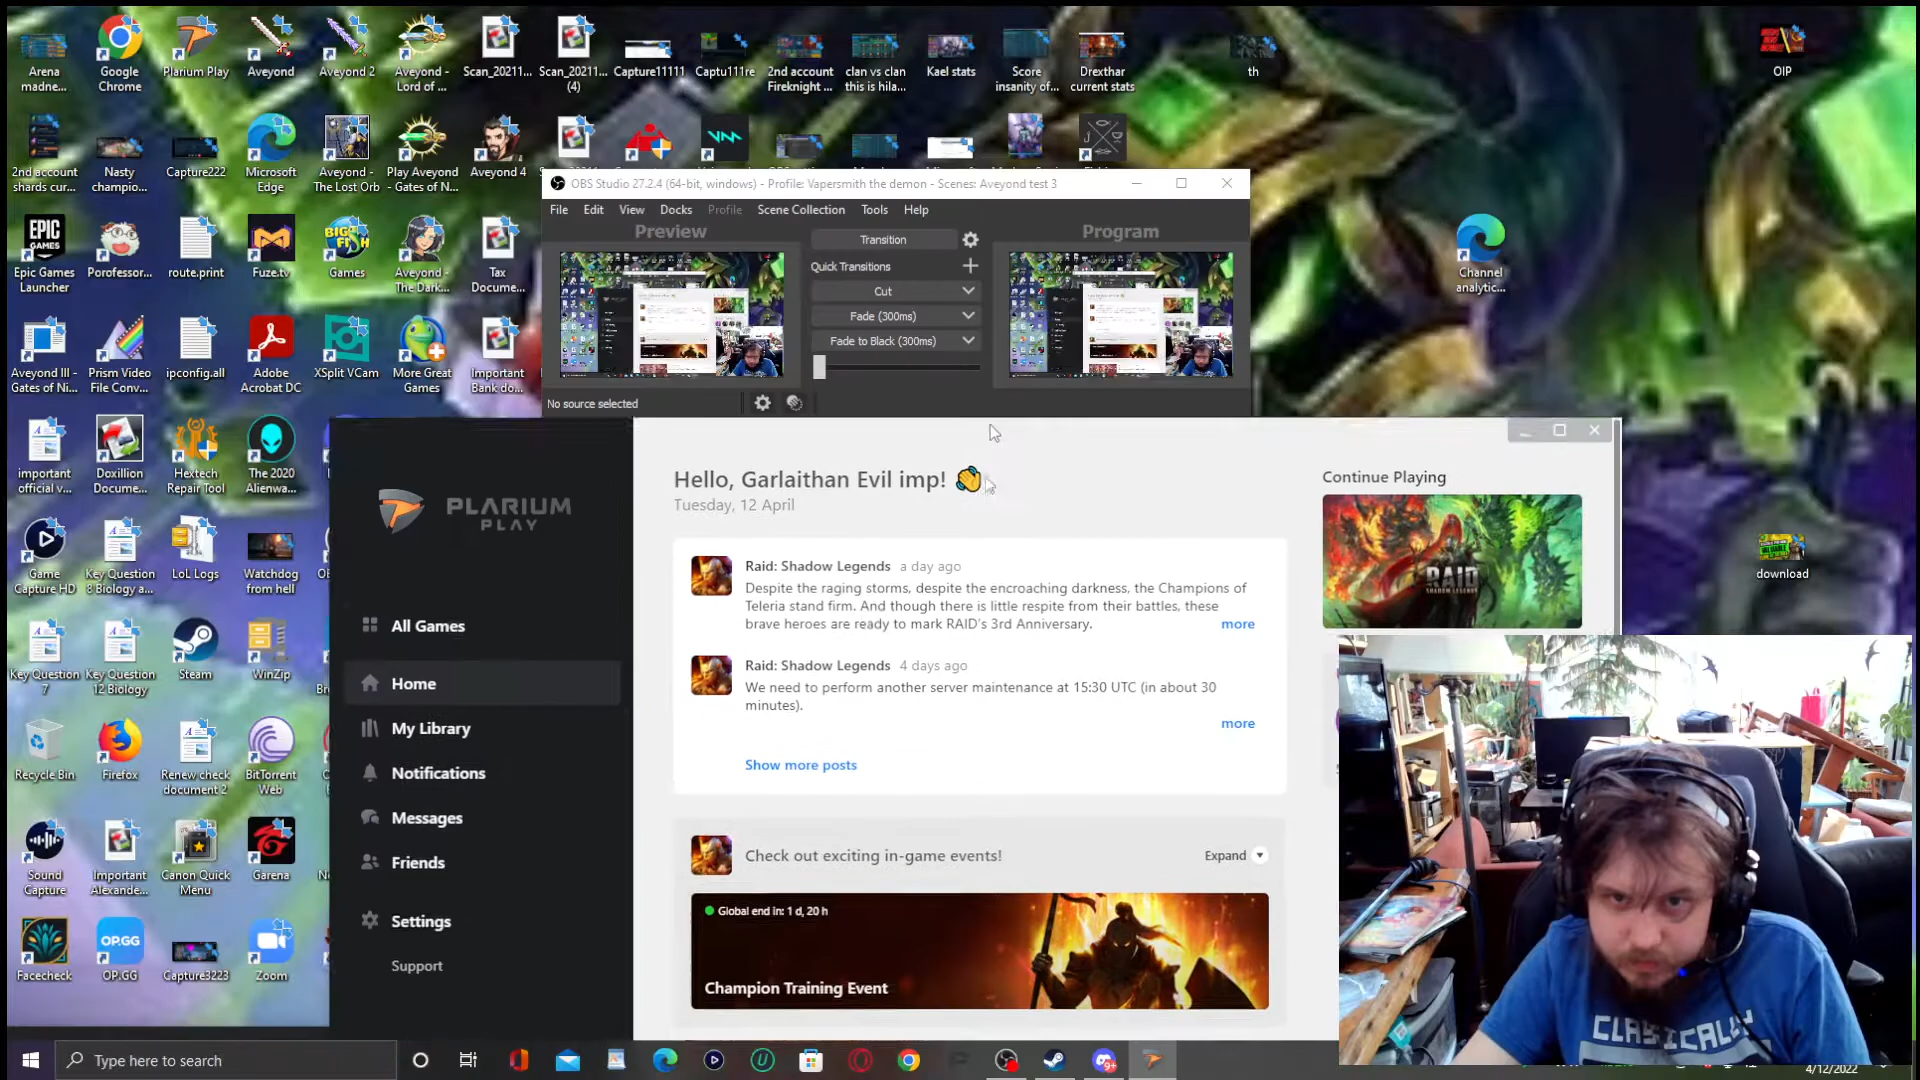 Arena
madne...
Google
Chrome
Plarium Play
Aveyond
Aveyond 2
Aveyond -
Lord of ...
Scan_20211...
Scan_20211...
(4)
Capture11111
Captu111re
2nd account
Fireknight ...
clan vs clan
this is hila...
Kael stats
Score
insanity of...
Drexthar
current stats
th
OIP
2nd account
shards cur...
Nasty
champio...
Capture222
Microsoft
Edge
Aveyond -
The Lost Orb
Play Aveyond
- Gates of N...
Aveyond 4
OBS Studio 27.2.4 (64-bit, windows) - Profile: Vapersmith the demon - Scenes: Aveyond test 3
File Edit View Docks Profile Scene Collection Tools Help
Preview
Transition
Program
Quick Transitions
Cut
Fade (300ms)
Fade to Black (300ms)
No source selected
EPIC
GAMES
Epic Games
Launcher
Porofessor...
route.print
Fuze.tv
BIG FISH
Games
Aveyond -
The Dark...
Tax
Docume...
Channel
analytic...
Aveyond III -
Gates of Ni...
Prism Video
File Conv...
ipconfig.all
Adobe
Acrobat DC
XSplit VCam
More Great
Games
Important
Bank do...
important
official v...
Doxillion
Docume...
Hextech
Repair Tool
The 2020
Alienwa...
PLARIUM
PLAY
Hello, Garlaithan Evil imp!
Tuesday, 12 April
Continue Playing
RAID
SHADOW LEGENDS
Game
Capture HD
Key Question
8 Biology a...
LoL Logs
Watchdog
from hell
download
Raid: Shadow Legends a day ago
Despite the raging storms, despite the encroaching darkness, the Champions of
Teleria stand firm. And though there is little respite from their battles, these
brave heroes are ready to mark RAID's 3rd Anniversary.
more
Raid: Shadow Legends 4 days ago
We need to perform another server maintenance at 15:30 UTC (in about 30
minutes).
more
Show more posts
All Games
Home
My Library
Notifications
Messages
Friends
Settings
Support
Key Question
7
Key Question
12 Biology
Steam
WinZip
Recycle Bin
Firefox
Renew check
document 2
BitTorrent
Web
Sound
Capture
Important
Alexande...
Canon Quick
Menu
Garena
Check out exciting in-game events!
Expand
Global end in: 1 d, 20 h
Champion Training Event
Facecheck
OP.GG
OP.GG
Capture3223
Zoom
CLASSICALLY
Type here to search
9+
4/12/2022